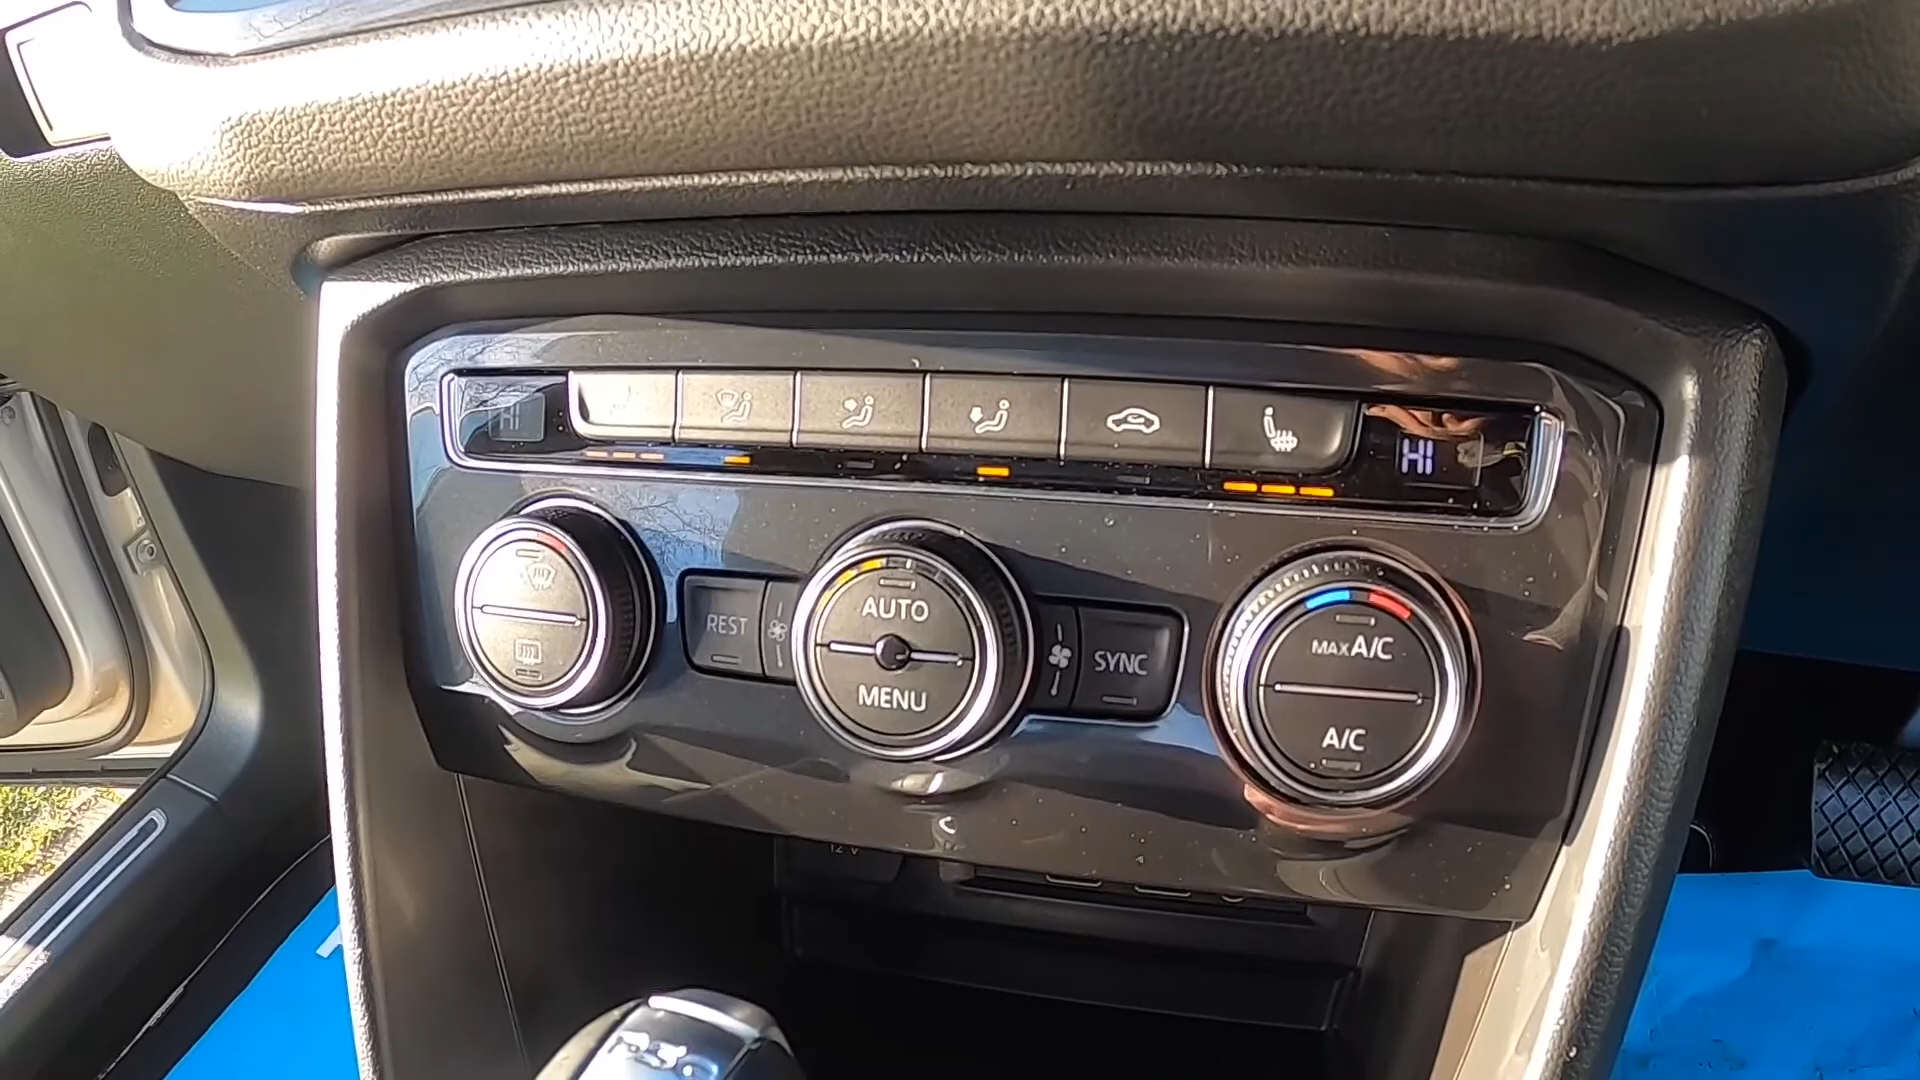 HI
HI
REST
AUTO
MENU
SYNC
MAX A/C
A/C
12 V